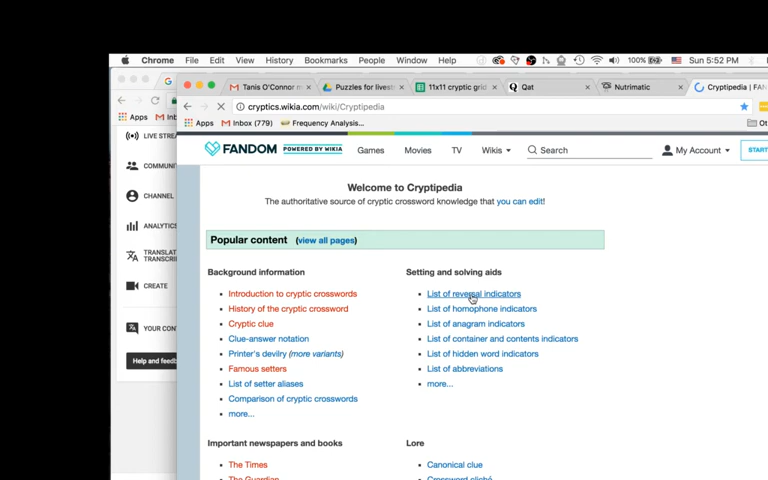 Chrome File Edit View History Bookmarks People Window Help 100% Sun 5:52 PM
Tanis O'Connor Puzzles for livest 11x11 cryptic grid Qat Nutrimatic Cryptipedia | FAN
cryptics.wikia.com/wiki/Cryptipedia
Apps Inb
Apps Inbox (779) Frequency Analysis...
LIVE STREA
COMMUN
CHANNEL
ANALYTICS
TRANSLAT
TRANSCRI
CREATE
YOUR CON
Help and feedb
FANDOM POWERED BY WIKIA Games Movies TV Wikis Search My Account START
Welcome to Cryptipedia
The authoritative source of cryptic crossword knowledge that you can edit!
Popular content (view all pages)
Background information
Introduction to cryptic crosswords
History of the cryptic crossword
Cryptic clue
Clue-answer notation
Printer's devilry (more variants)
Famous setters
List of setter aliases
Comparison of cryptic crosswords
more...
Setting and solving aids
List of reversal indicators
List of homophone indicators
List of anagram indicators
List of container and contents indicators
List of hidden word indicators
List of abbreviations
more...
Important newspapers and books
The Times
The Guardian
Lore
Canonical clue
Crossword cliché